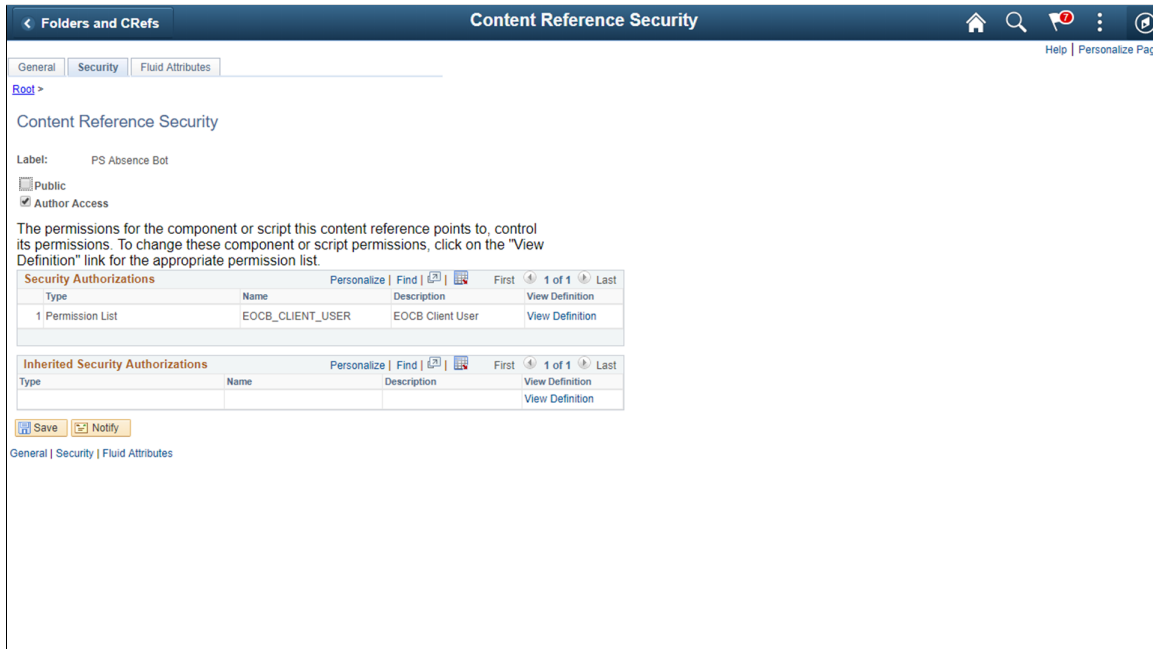 Folders and CRefs
Content Reference Security
7
Help | Personalize Pag
General Security Fluid Attributes
Root >
Content Reference Security
Label: PS Absence Bot
Public
Author Access
The permissions for the component or script this content reference points to, control
its permissions. To change these component or script permissions, click on the "View
Definition" link for the appropriate permission list.
Security Authorizations Personalize | Find | | First 1 of 1 Last
Type Name Description View Definition
1 Permission List EOCB_CLIENT_USER EOCB Client User View Definition
Inherited Security Authorizations Personalize | Find | | First 1 of 1 Last
Type Name Description View Definition
View Definition
Save Notify
General | Security | Fluid Attributes